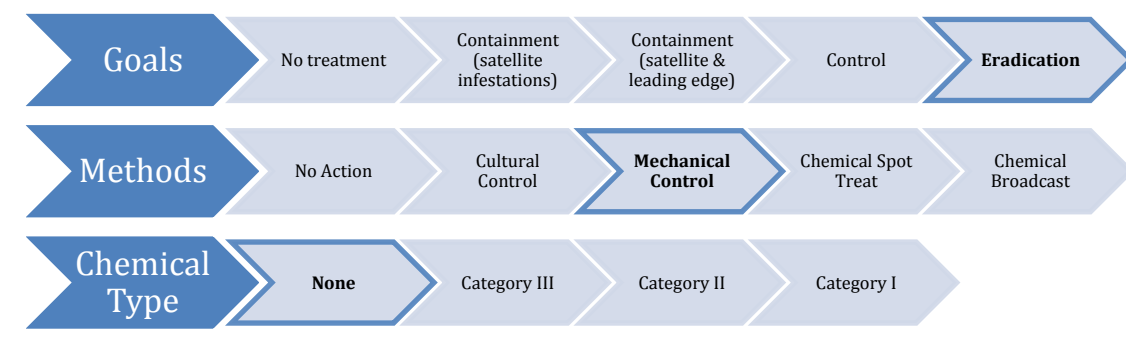 Goals
No treatment
Containment
(satellite
infestations)
Containment
(satellite &
leading edge)
Control
Eradication
Methods
No Action
Cultural
Control
Mechanical
Control
Chemical Spot
Treat
Chemical
Broadcast
Chemical
Type
None
Category III
Category II
Category I